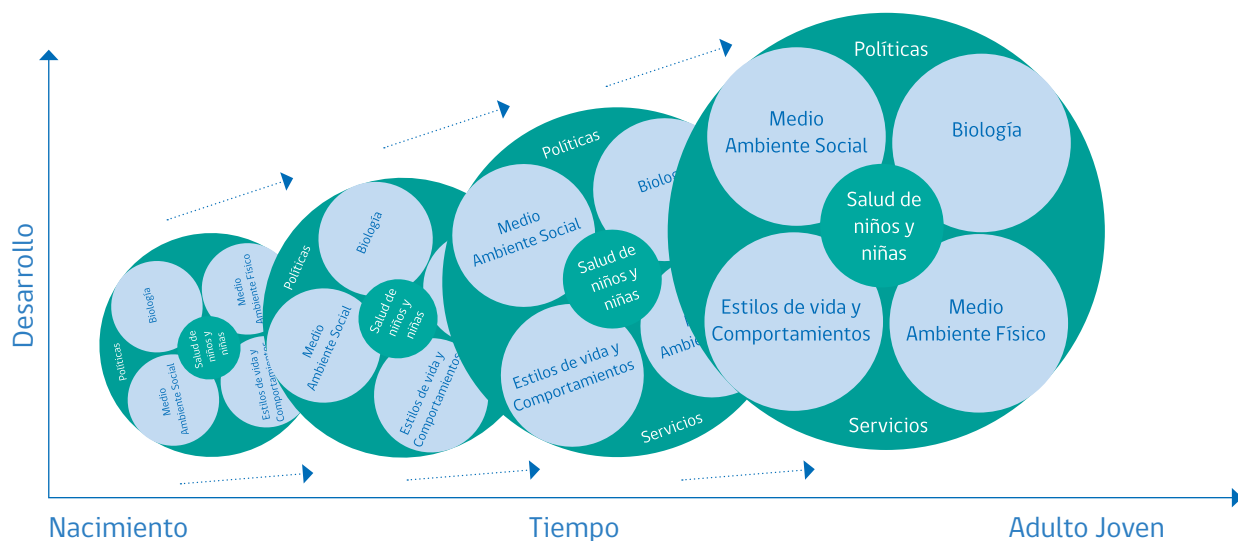 Desarrollo
Políticas
Biología
Medio
Ambiente Físico
Salud de
niños y
niñas
Medio
Ambiente Social
Estilos de vida y
Comportamientos
Políticas
Biología
Salud de
niños y
niñas
Medio
Ambiente Social
Estilos de vida y
Comportamientos
Políticas
Medio
Ambiente Social
Salud de
niños y
niñas
Estilos de vida y
Comportamientos
Servicios
Políticas
Medio
Ambiente Social
Biología
Salud de
niños y
niñas
Estilos de vida y
Comportamientos
Medio
Ambiente Físico
Servicios
Nacimiento
Tiempo
Adulto Joven